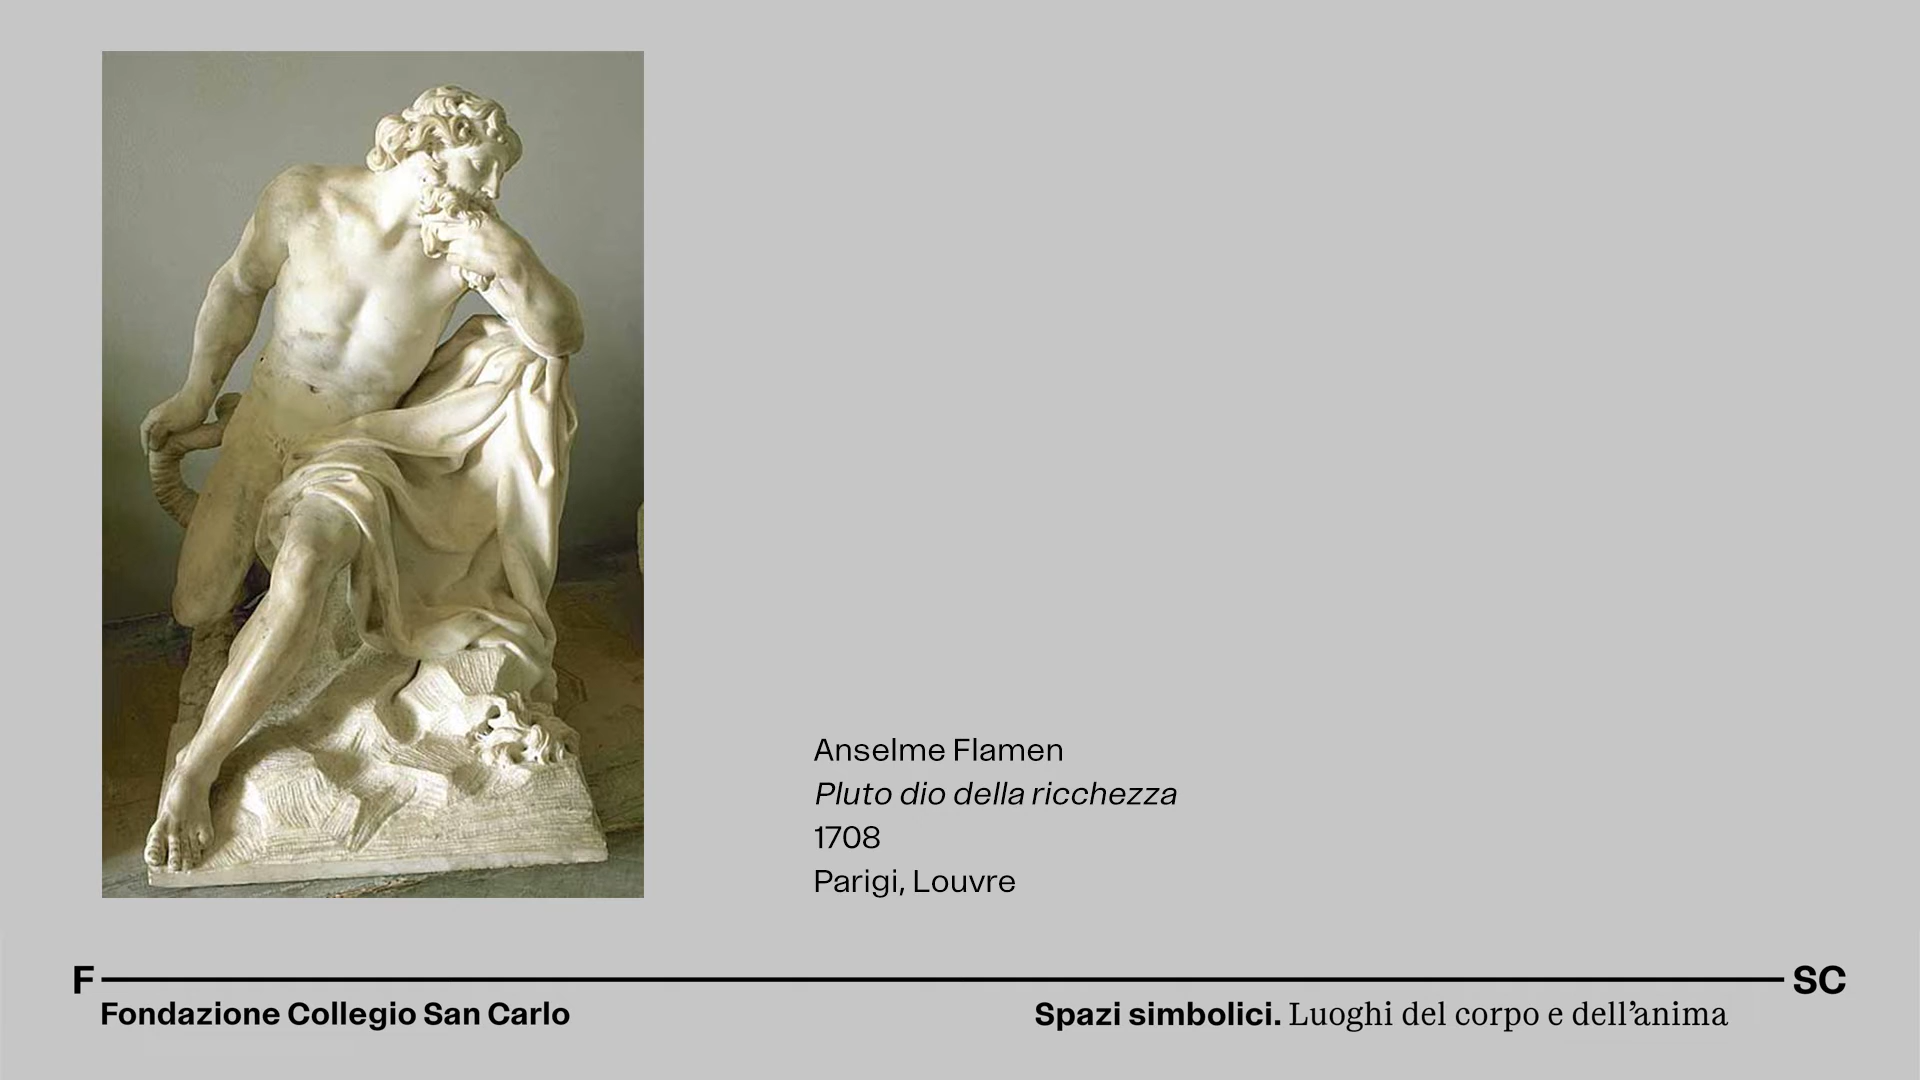 Anselme Flamen
Pluto dio della ricchezza
1708
Parigi, Louvre
F SC
Fondazione Collegio San Carlo
Spazi simbolici. Luoghi del corpo e dell’anima